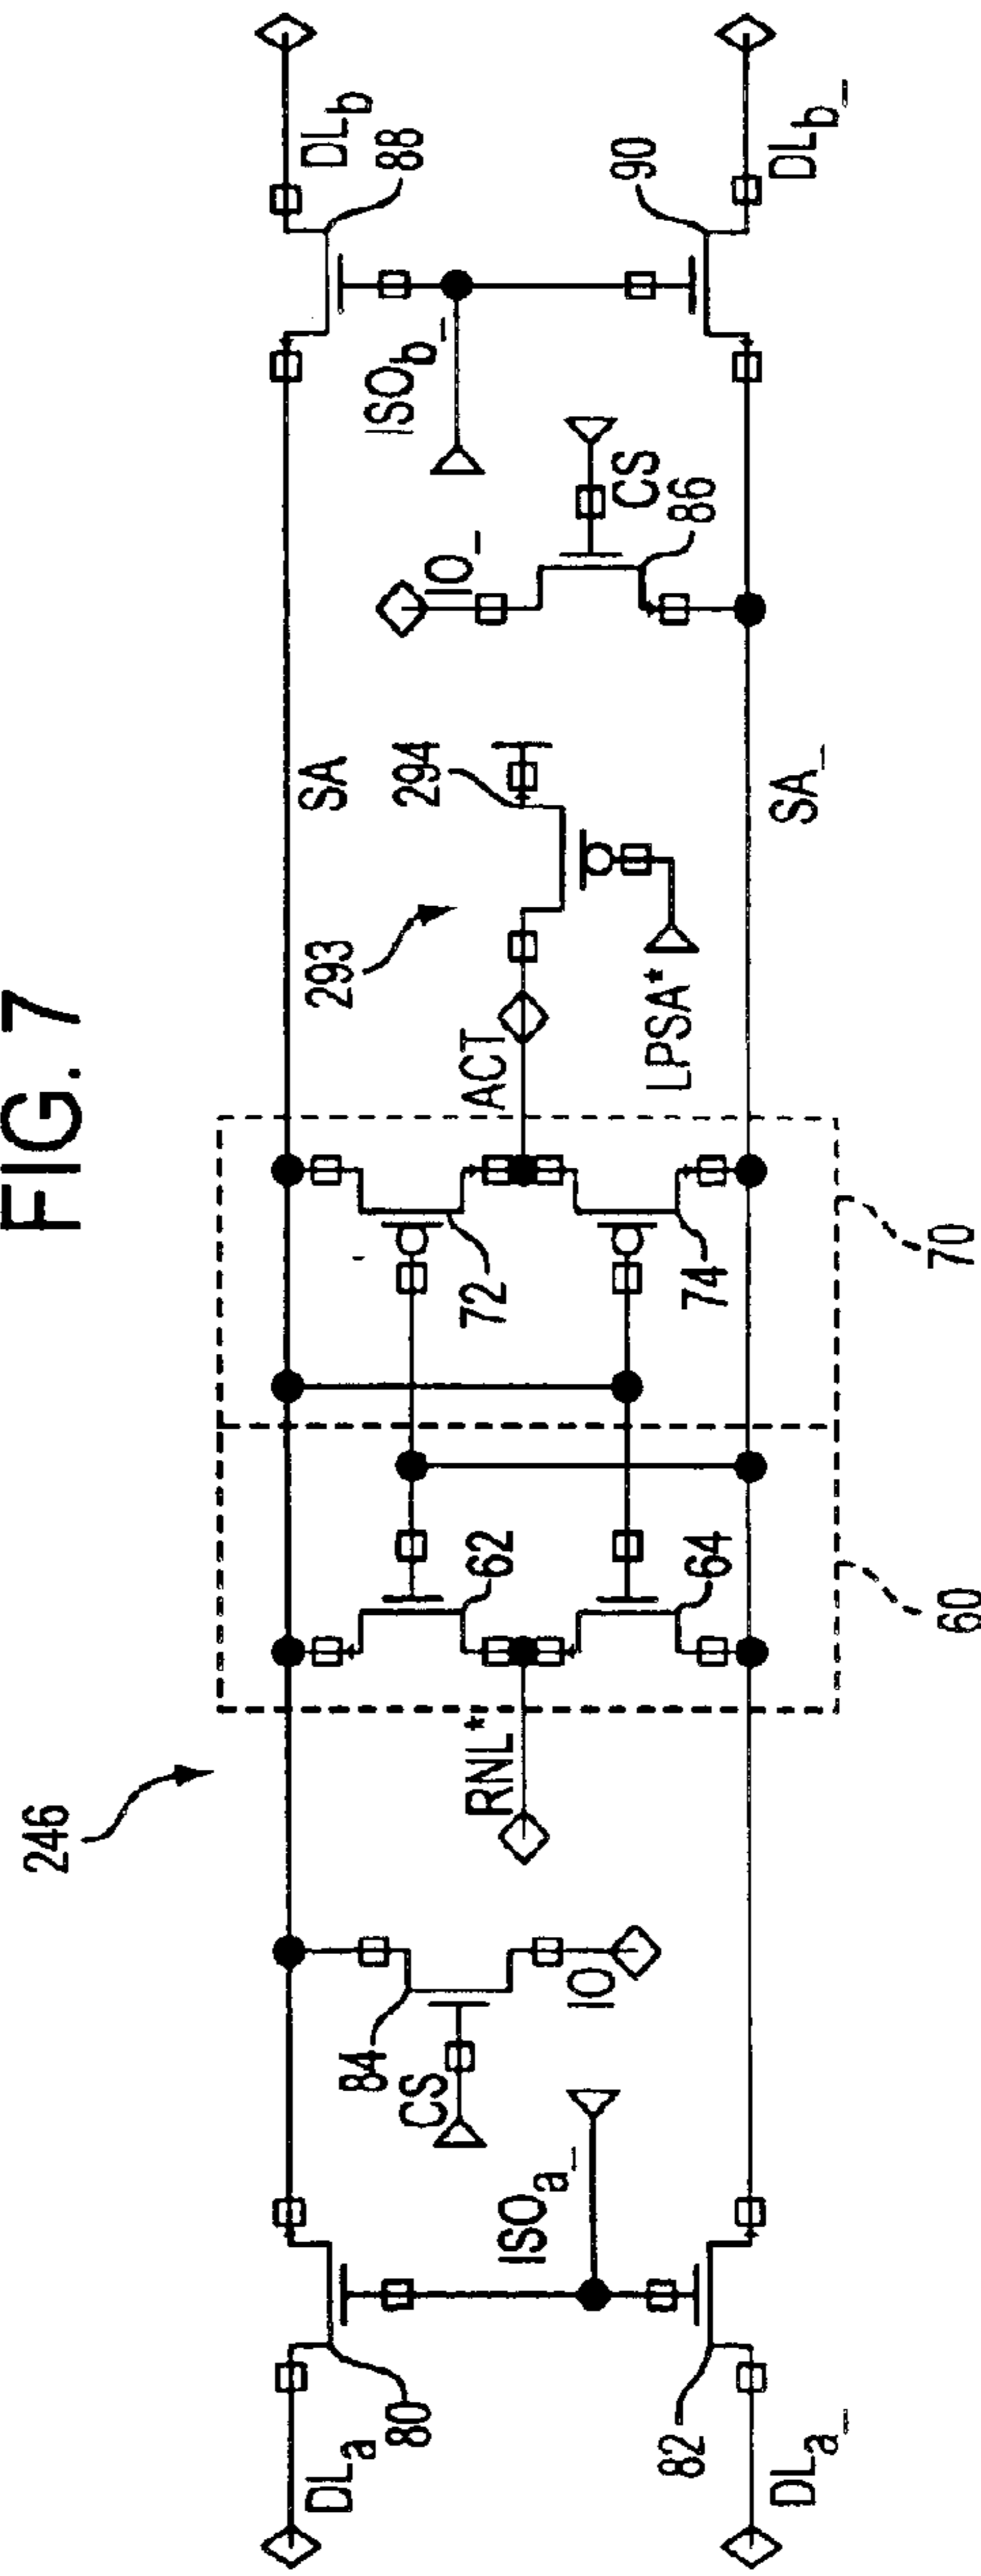 FIG. 7
246
DLa
DLa_
80
82
ISOa_
CS
84
IO
RNL*
62
64
60
72
74
70
ACT
293
294
LPSA*
SA
SA_
IO_
CS
86
ISOb_
88
90
DLb
DLb_